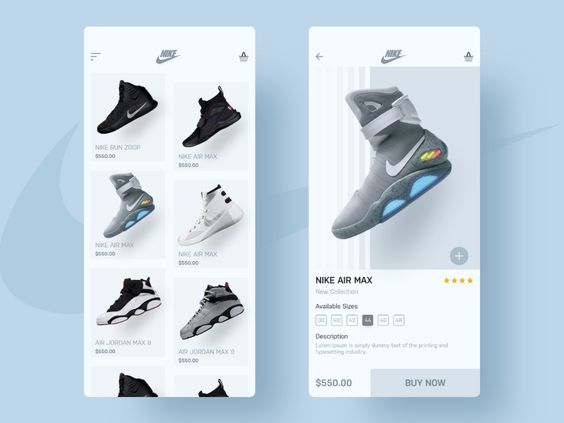 NIKE
NIKE RUN ZOOP
$550.00
NIKE AIR MAX
$550.00
NIKE AIR MAX
$550.00
NIKE AIR MAX
$550.00
AIR JORDAN MAX 8
$550.00
AIR JORDAN MAX 9
$550.00
NIKE
NIKE AIR MAX
New Collection
Available Sizes
38 40 42 44 46 48
Description
Lorem Ipsum is simply dummy text of the printing and
typesetting industry.
$550.00
BUY NOW